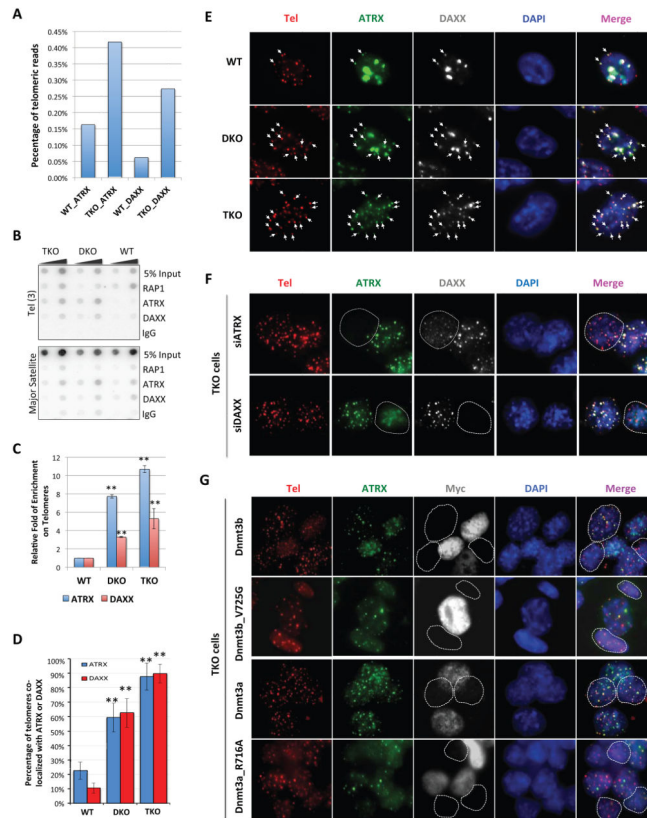 A
Pecentage of telomeric reads
0.45%
0.40%
0.35%
0.30%
0.25%
0.20%
0.15%
0.10%
0.05%
0.00%
WT_ATRX
TKO_ATRX
WT_DAXX
TKO_DAXX
B
TKO DKO WT
Tel (3)
5% Input
RAP1
ATRX
DAXX
IgG
Major Satellite
5% Input
RAP1
ATRX
DAXX
IgG
C
Relative Fold of Enrichment
on Telomeres
12
10
8
6
4
2
0
**
**
**
**
WT DKO TKO
ATRX DAXX
D
Percentage of telomeres co-
localized with ATRX or DAXX
100%
90%
80%
70%
60%
50%
40%
30%
20%
10%
0%
ATRX
DAXX
** **
** **
WT DKO TKO
E
Tel ATRX DAXX DAPI Merge
WT
DKO
TKO
F
Tel ATRX DAXX DAPI Merge
TKO cells
siATRX
siDAXX
G
Tel ATRX Myc DAPI Merge
TKO cells
Dnmt3b
Dnmt3b_V725G
Dnmt3a
Dnmt3a_R716A